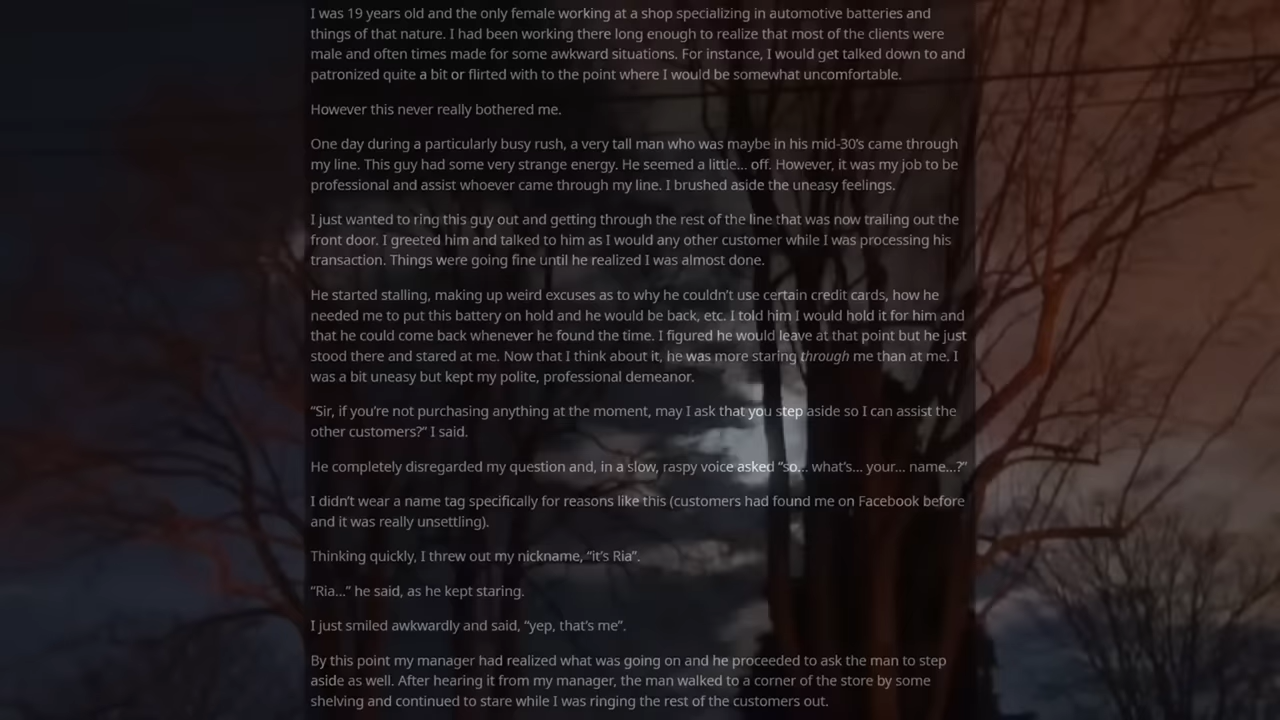 I was 19 years old and the only female working at a shop specializing in automotive batteries and
things of that nature. I had been working there long enough to realize that most of the clients were
male and often times made for some awkward situations. For instance, I would get talked down to and
patronized quite a bit or flirted with to the point where I would be somewhat uncomfortable.
However this never really bothered me.
One day during a particularly busy rush, a very tall man who was maybe in his mid-30’s came through
my line. This guy had some very strange energy. He seemed a little... off. However, it was my job to be
professional and assist whoever came through my line. I brushed aside the uneasy feelings.
I just wanted to ring this guy out and getting through the rest of the line that was now trailing out the
front door. I greeted him and talked to him as I would any other customer while I was processing his
transaction. Things were going fine until he realized I was almost done.
He started stalling, making up weird excuses as to why he couldn’t use certain credit cards, how he
needed me to put this battery on hold and he would be back, etc. I told him I would hold it for him and
that he could come back whenever he found the time. I figured he would leave at that point but he just
stood there and stared at me. Now that I think about it, he was more staring through me than at me. I
was a bit uneasy but kept my polite, professional demeanor.
“Sir, if you’re not purchasing anything at the moment, may I ask that you step aside so I can assist the
other customers?” I said.
He completely disregarded my question and, in a slow, raspy voice asked “so... what’s... your... name...?”
I didn’t wear a name tag specifically for reasons like this (customers had found me on Facebook before
and it was really unsettling).
Thinking quickly, I threw out my nickname, “it’s Ria”.
“Ria...” he said, as he kept staring.
I just smiled awkwardly and said, “yep, that’s me”.
By this point my manager had realized what was going on and he proceeded to ask the man to step
aside as well. After hearing it from my manager, the man walked to a corner of the store by some
shelving and continued to stare while I was ringing the rest of the customers out.